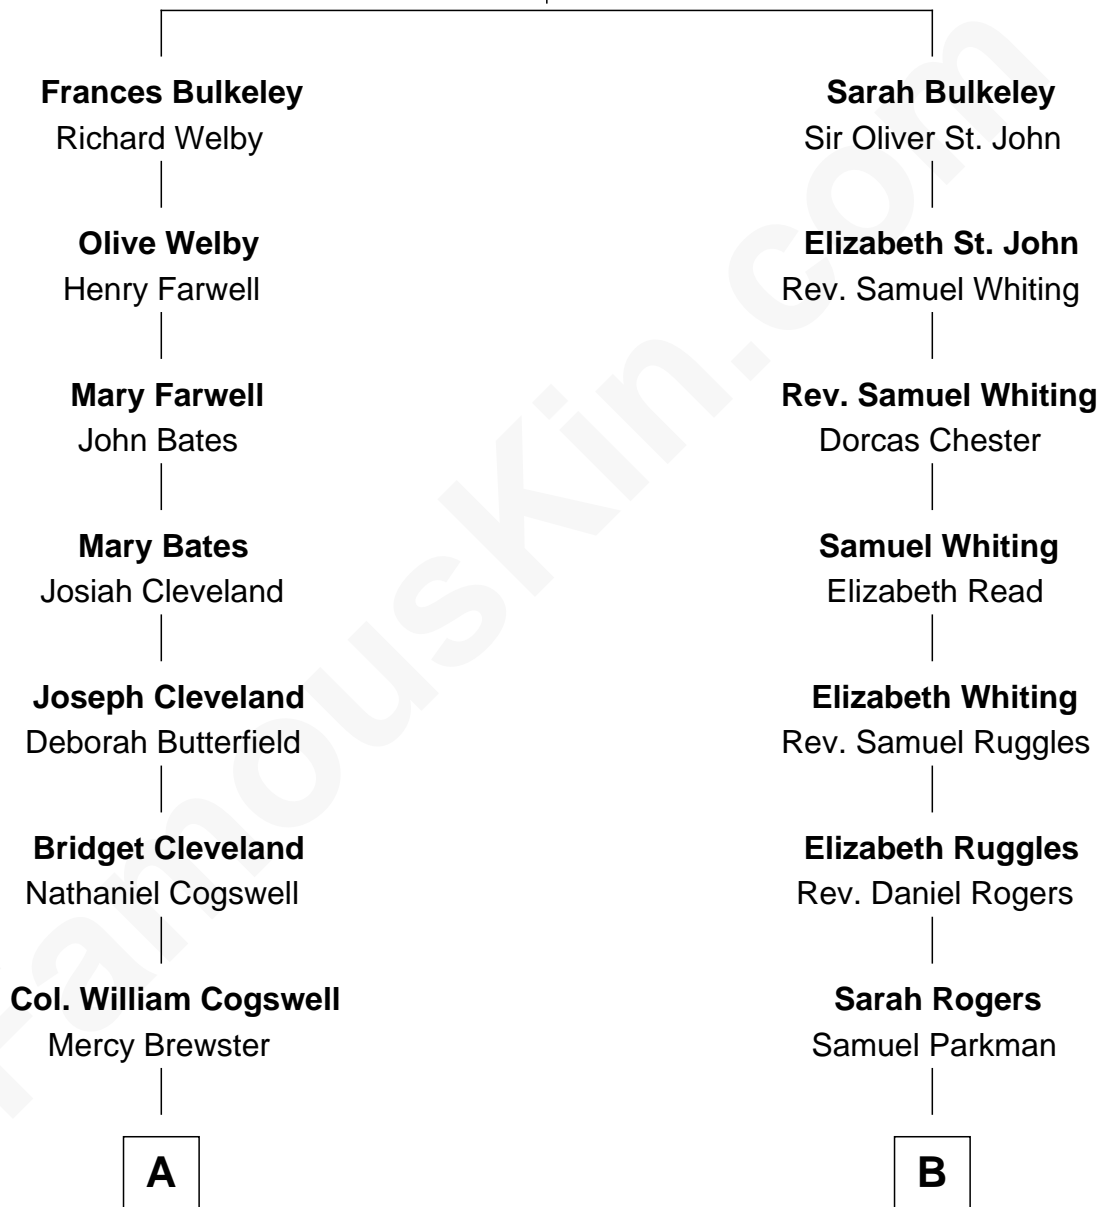 Frances Bulkeley
Richard Welby
Olive Welby
Henry Farwell
Mary Farwell
John Bates
Mary Bates
Josiah Cleveland
Joseph Cleveland
Deborah Butterfield
Bridget Cleveland
Nathaniel Cogswell
Col. William Cogswell
Mercy Brewster
A
Sarah Bulkeley
Sir Oliver St. John
Elizabeth St. John
Rev. Samuel Whiting
Rev. Samuel Whiting
Dorcas Chester
Samuel Whiting
Elizabeth Read
Elizabeth Whiting
Rev. Samuel Ruggles
Elizabeth Ruggles
Rev. Daniel Rogers
Sarah Rogers
Samuel Parkman
B
FamousKin.com